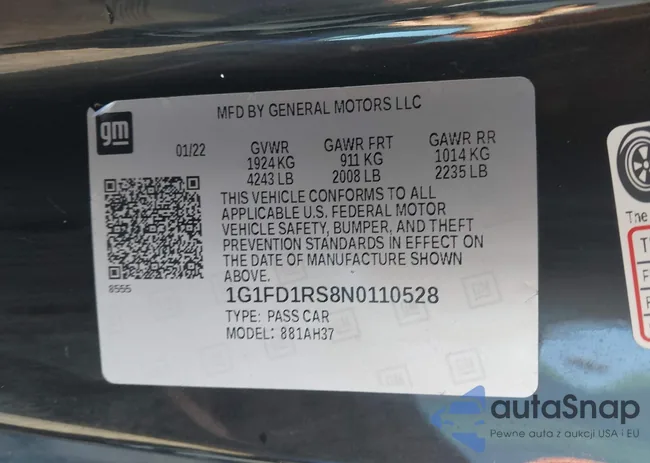 gm
MFD BY GENERAL MOTORS LLC
01/22 GVWR GAWR FRT GAWR RR
1924 KG 911 KG 1014 KG
4243 LB 2008 LB 2235 LB
THIS VEHICLE CONFORMS TO ALL
APPLICABLE U.S. FEDERAL MOTOR
VEHICLE SAFETY, BUMPER, AND THEFT
PREVENTION STANDARDS IN EFFECT ON
THE DATE OF MANUFACTURE SHOWN
ABOVE.
8555
1G1FD1RS8N0110528
TYPE: PASS CAR
MODEL: 881AH37
The
autaSnap
Pewne auta z aukcji USA i EU